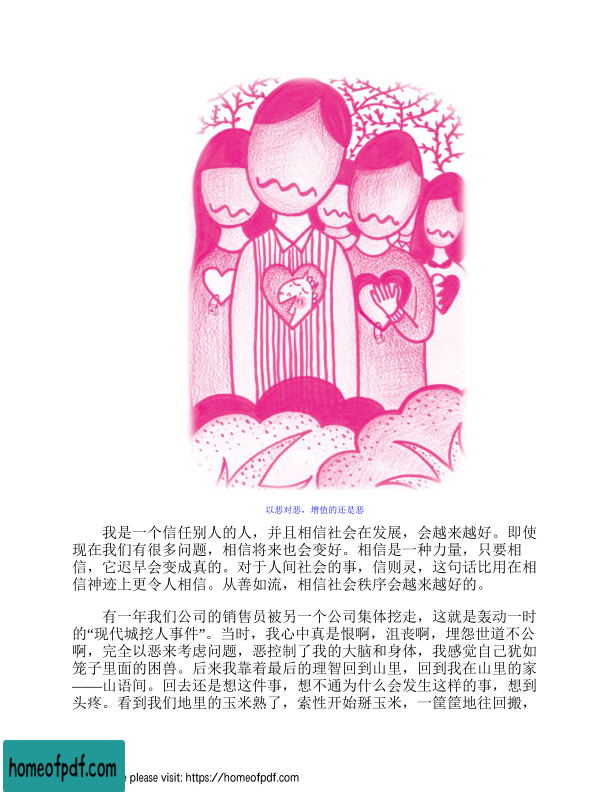 以恶对恶，增值的还是恶
我是一个信任别人的人，并且相信社会在发展，会越来越好。即使
现在我们有很多问题，相信将来也会变好。相信是一种力量，只要相
信，它迟早会变成真的。对于人间社会的事，信则灵，这句话比用在相
信神迹上更令人相信。从善如流，相信社会秩序会越来越好的。
有一年我们公司的销售员被另一个公司集体挖走，这就是轰动一时
的“现代城挖人事件”。当时，我心中真是恨啊，沮丧啊，埋怨世道不公
啊，完全以恶来考虑问题，恶控制了我的大脑和身体，我感觉自己犹如
笼子里面的困兽。后来我靠着最后的理智回到山里，回到我在山里的家
——山语间。回去还是想这件事，想不通为什么会发生这样的事，想到
头疼。看到我们地里的玉米熟了，索性开始掰玉米，一筐筐地往回搬，
homeofpdf.com
please visit: https://homeofpdf.com